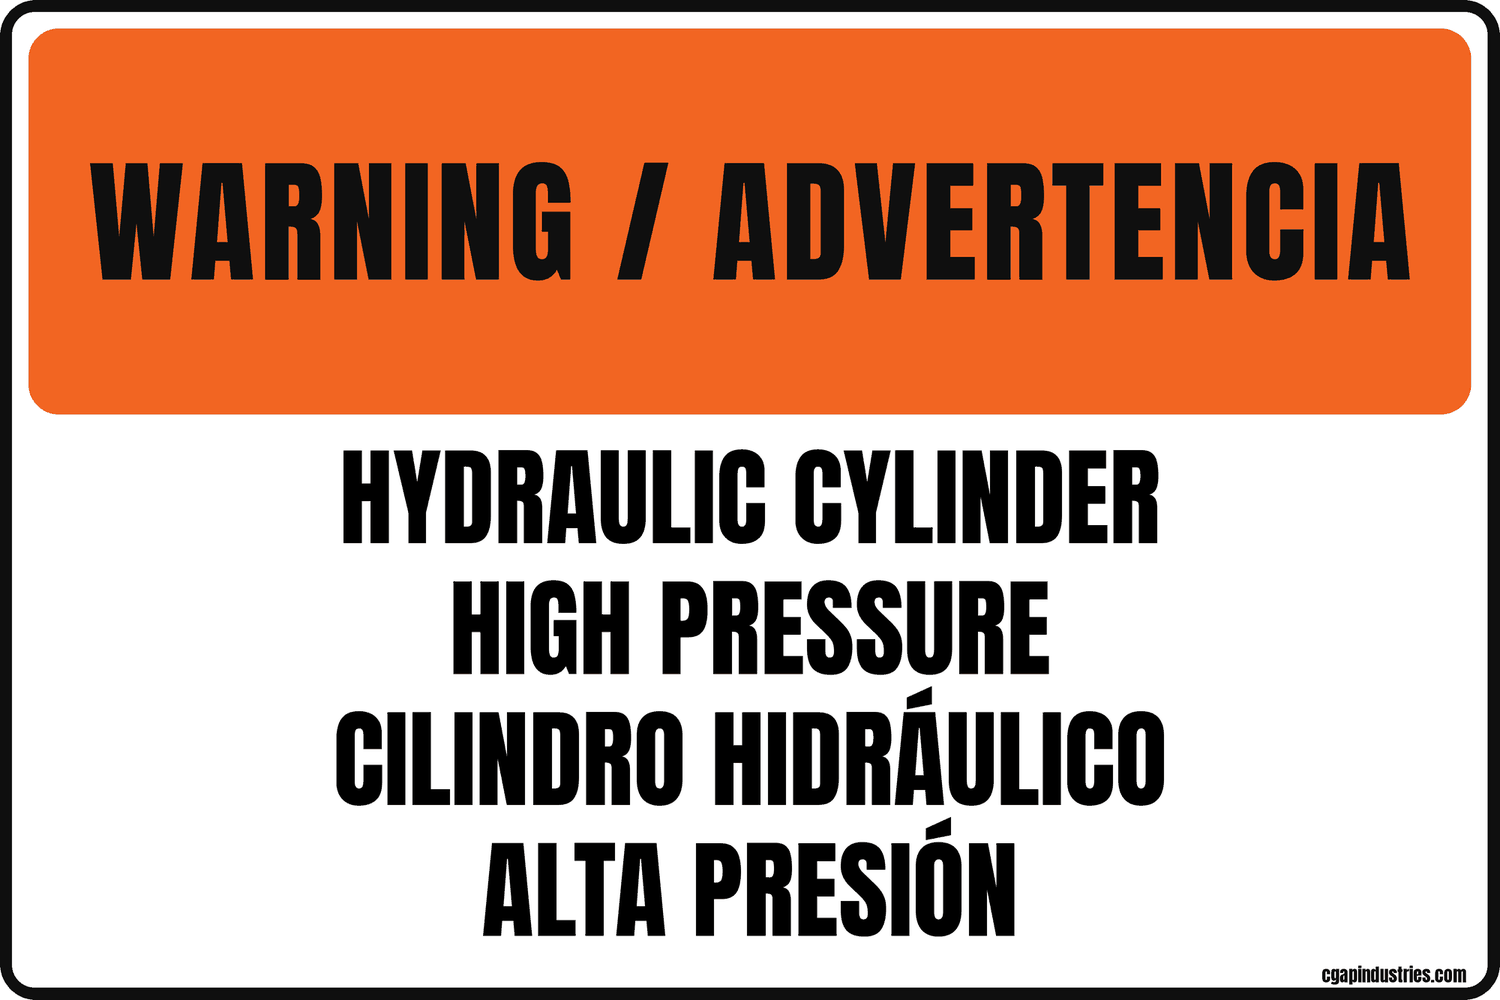 WARNING / ADVERTENCIA
HYDRAULIC CYLINDER
HIGH PRESSURE
CILINDRO HIDRÁULICO
ALTA PRESIÓN
cgapindustries.com